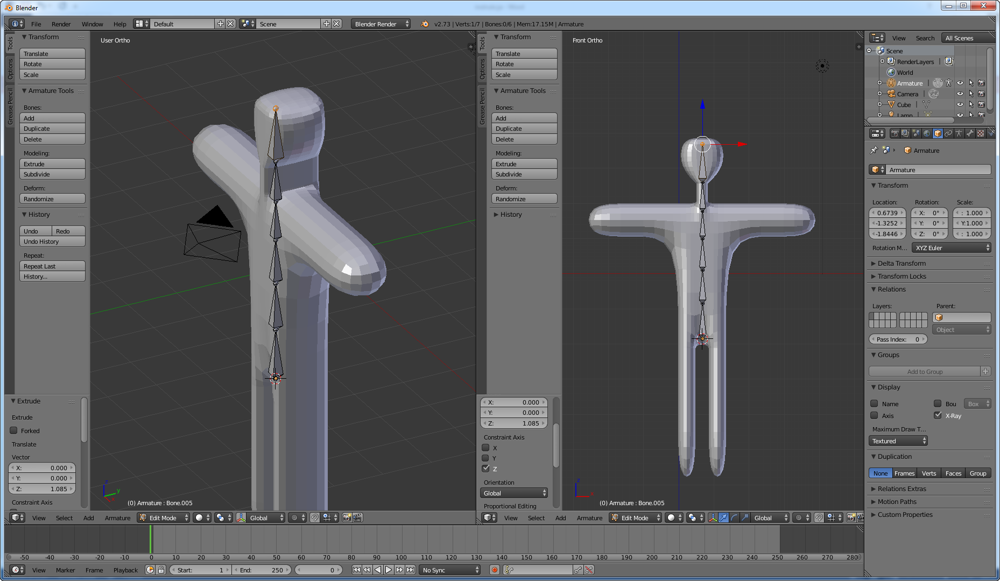 Blender
File Render Window Help Default Scene Blender Render v2.73 | Verts:1/7 | Bones:0/6 | Mem:17.15M | Armature
Tools
Options
Grease Pencil
Transform
Translate
Rotate
Scale
Armature Tools
Bones:
Add
Duplicate
Delete
Modeling:
Extrude
Subdivide
Deform:
Randomize
History
Undo Redo
Undo History
Repeat:
Repeat Last
History...
Extrude
Extrude
Forked
Translate
Vector
X: 0.000
Y: 0.000
Z: 1.085
Constraint Axis
User Ortho
z
y
(0) Armature : Bone.005
View Select Add Armature Edit Mode Global
Tools
Options
Grease Pencil
Transform
Translate
Rotate
Scale
Armature Tools
Bones:
Add
Duplicate
Delete
Modeling:
Extrude
Subdivide
Deform:
Randomize
History
X: 0.000
Y: 0.000
Z: 1.085
Constraint Axis
X
Y
Z
Orientation
Global
Proportional Editing
Front Ortho
z
x
(0) Armature : Bone.005
View Select Add Armature Edit Mode Global
View Search All Scenes
Scene
RenderLayers |
World
Armature |
Camera |
Cube |
Lamp |
Armature
Armature
Transform
Location: Rotation: Scale:
0.6739 X: 0° : 1.000
-1.3252 Y: 0° Y:1.000
-1.8446 Z: 0° : 1.000
Rotation M... XYZ Euler
Delta Transform
Transform Locks
Relations
Layers: Parent:
Object
Pass Index: 0
Groups
Add to Group
Display
Name Bou Box
Axis X-Ray
Maximum Draw T...
Textured
Duplication
None Frames Verts Faces Group
Relations Extras
Motion Paths
Custom Properties
-50 -40 -30 -20 -10 0 10 20 30 40 50 60 70 80 90 100 110 120 130 140 150 160 170 180 190 200 210 220 230 240 250 260 270 280
View Marker Frame Playback Start: 1 End: 250 0 No Sync